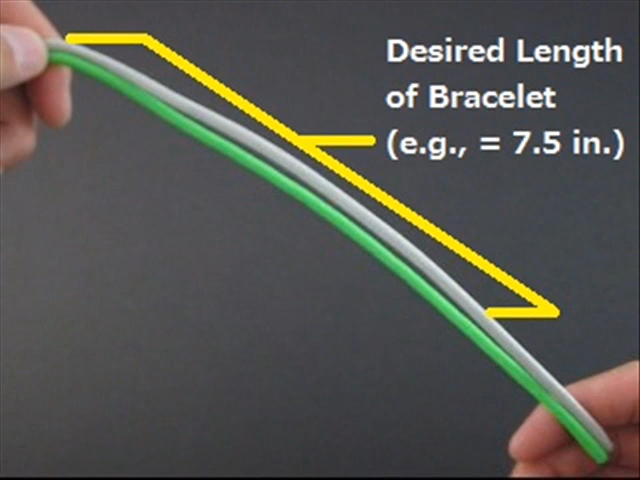 Desired Length
of Bracelet
(e.g., = 7.5 in.)